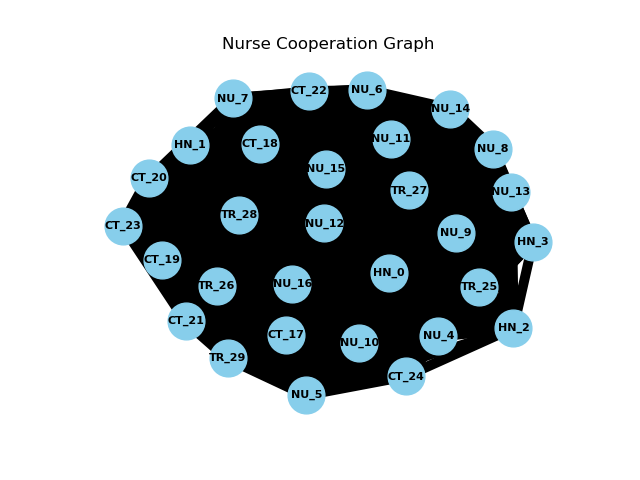 Nurse Cooperation Graph
NU_6
CT_22
NU_7
NU_14
NU_11
CT_18
HN_1
NU_8
NU_15
CT_20
TR_27
NU_13
TR_28
NU_12
CT_23
NU_9
HN_3
CT_19
HN_0
NU_16
TR_26
TR_25
CT_21
HN_2
CT_17
NU_4
NU_10
TR_29
CT_24
NU_5